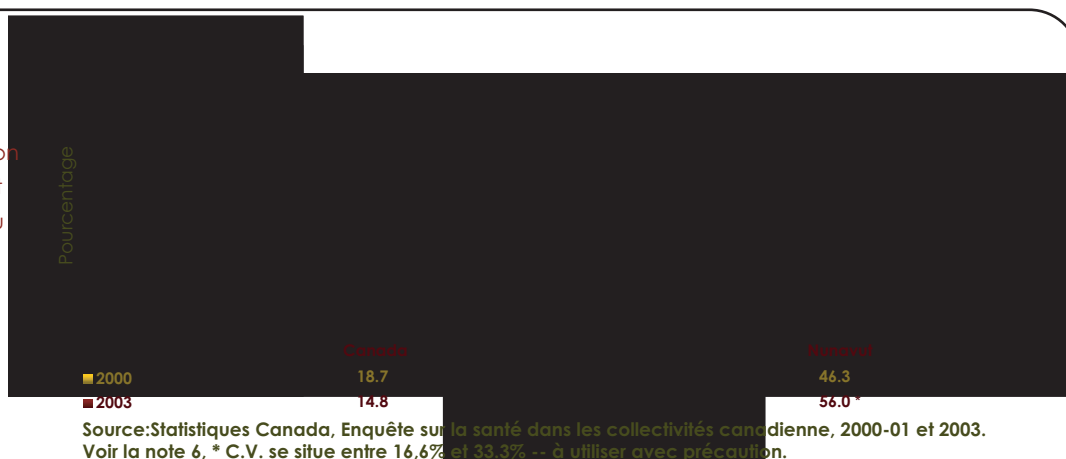 Pourcentage
Canada Nunavut
2000 18.7 46.3
2003 14.8 56.0 *
Source:Statistiques Canada, Enquête sur la santé dans les collectivités canadienne, 2000-01 et 2003.
Voir la note 6, * C.V. se situe entre 16,6% et 33.3% -- à utiliser avec précaution.